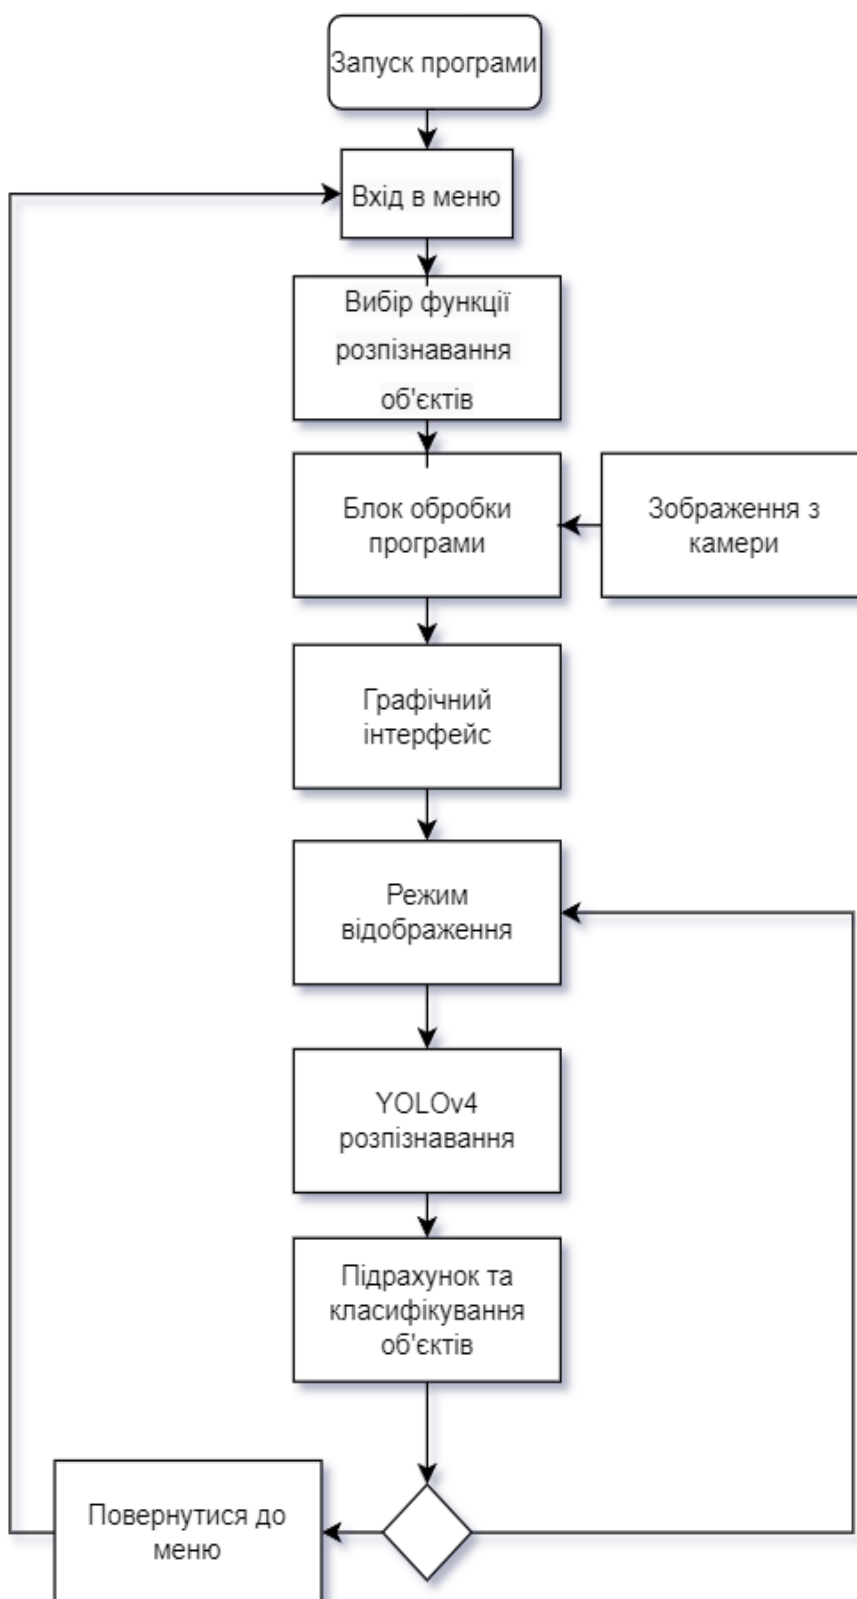 Запуск програми
Вхід в меню
Вибір функції
розпізнавання
об'єктів
Блок обробки
програми
Зображення з
камери
Графічний
інтерфейс
Режим
відображення
YOLOv4
розпізнавання
Підрахунок та
класифікування
об'єктів
Повернутися до
меню